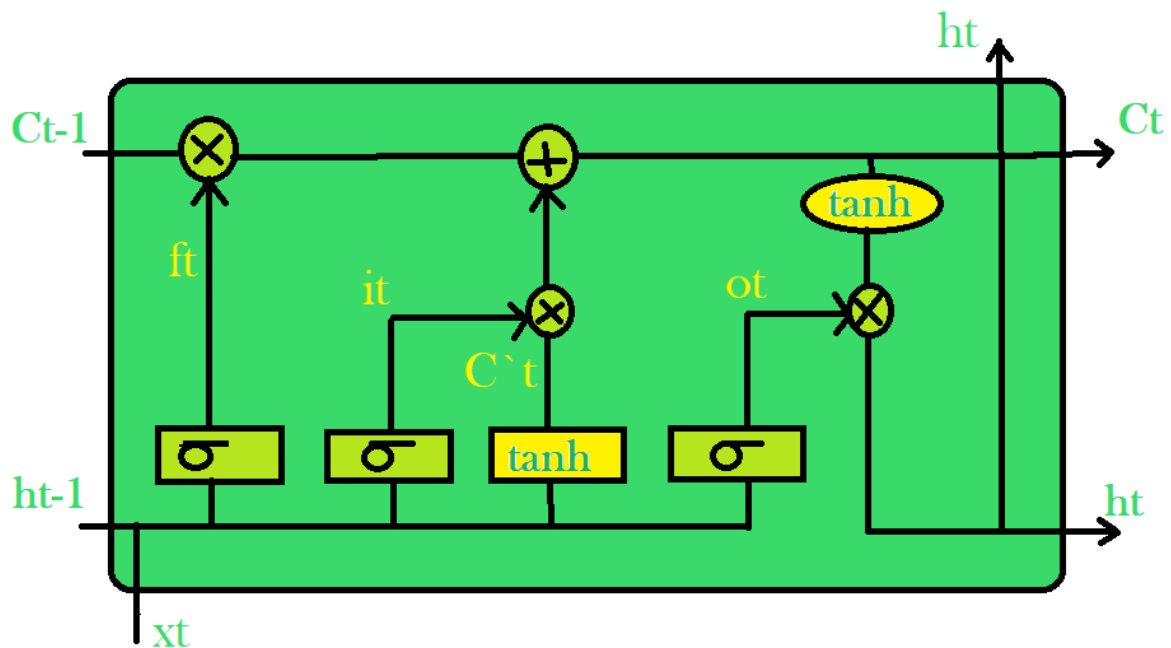 ht
Ct-1
×
+
Ct
tanh
ft
it
×
ot
×
C`t
σ
σ
tanh
σ
ht-1
ht
xt